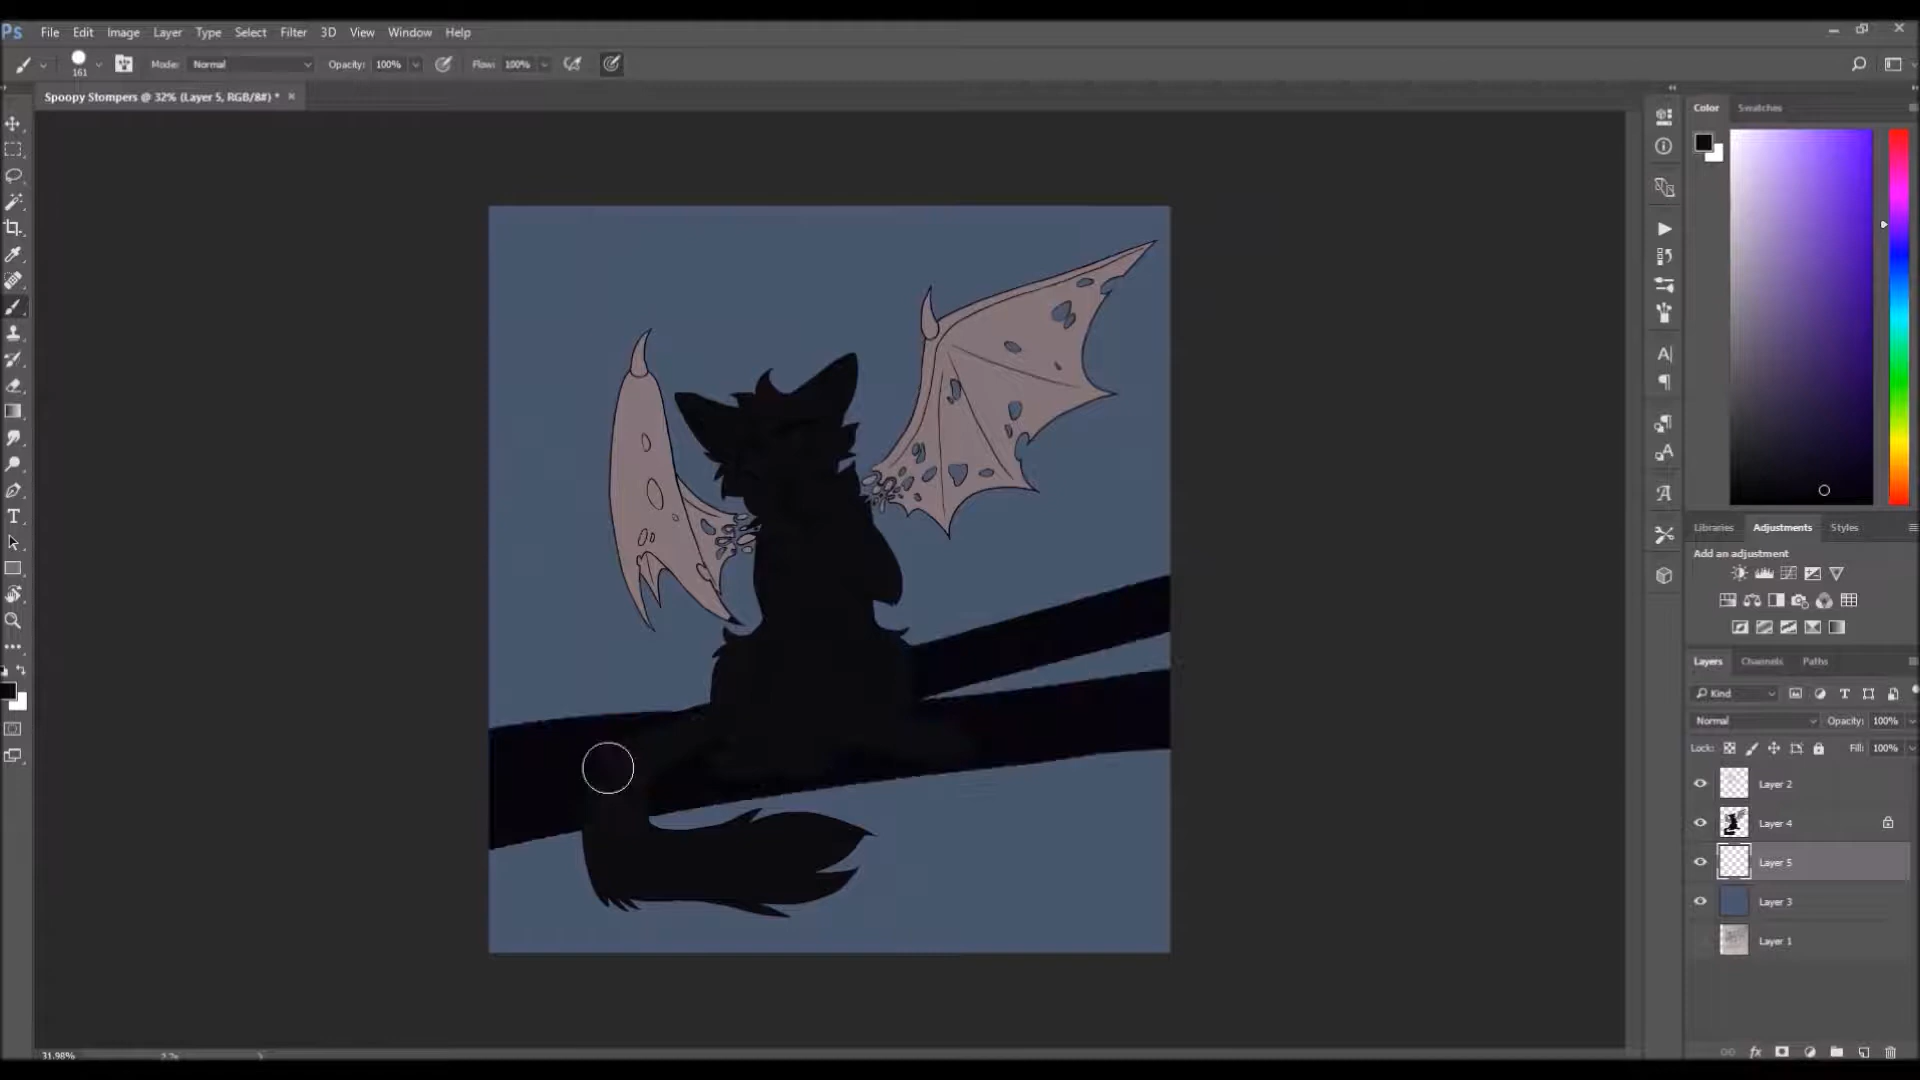 Ps File Edit Image Layer Type Select Filter 3D View Window Help
161 Mode: Normal Opacity: 100% Flow: 100%
Spoopy Stompers @ 32% (Layer 5, RGB/8#) *
Color Swatches
Libraries Adjustments Styles
Add an adjustment
Layers Channels Paths
Kind
Normal Opacity: 100%
Lock: Fill: 100%
Layer 2
Layer 4
Layer 5
Layer 3
Layer 1
fx
31.98%